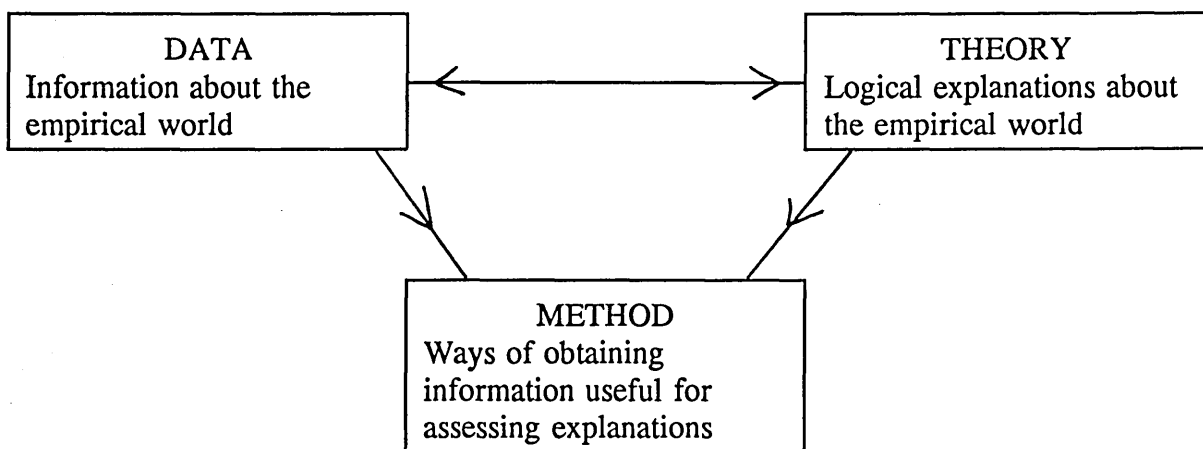 DATA
Information about the
empirical world
THEORY
Logical explanations about
the empirical world
METHOD
Ways of obtaining
information useful for
assessing explanations